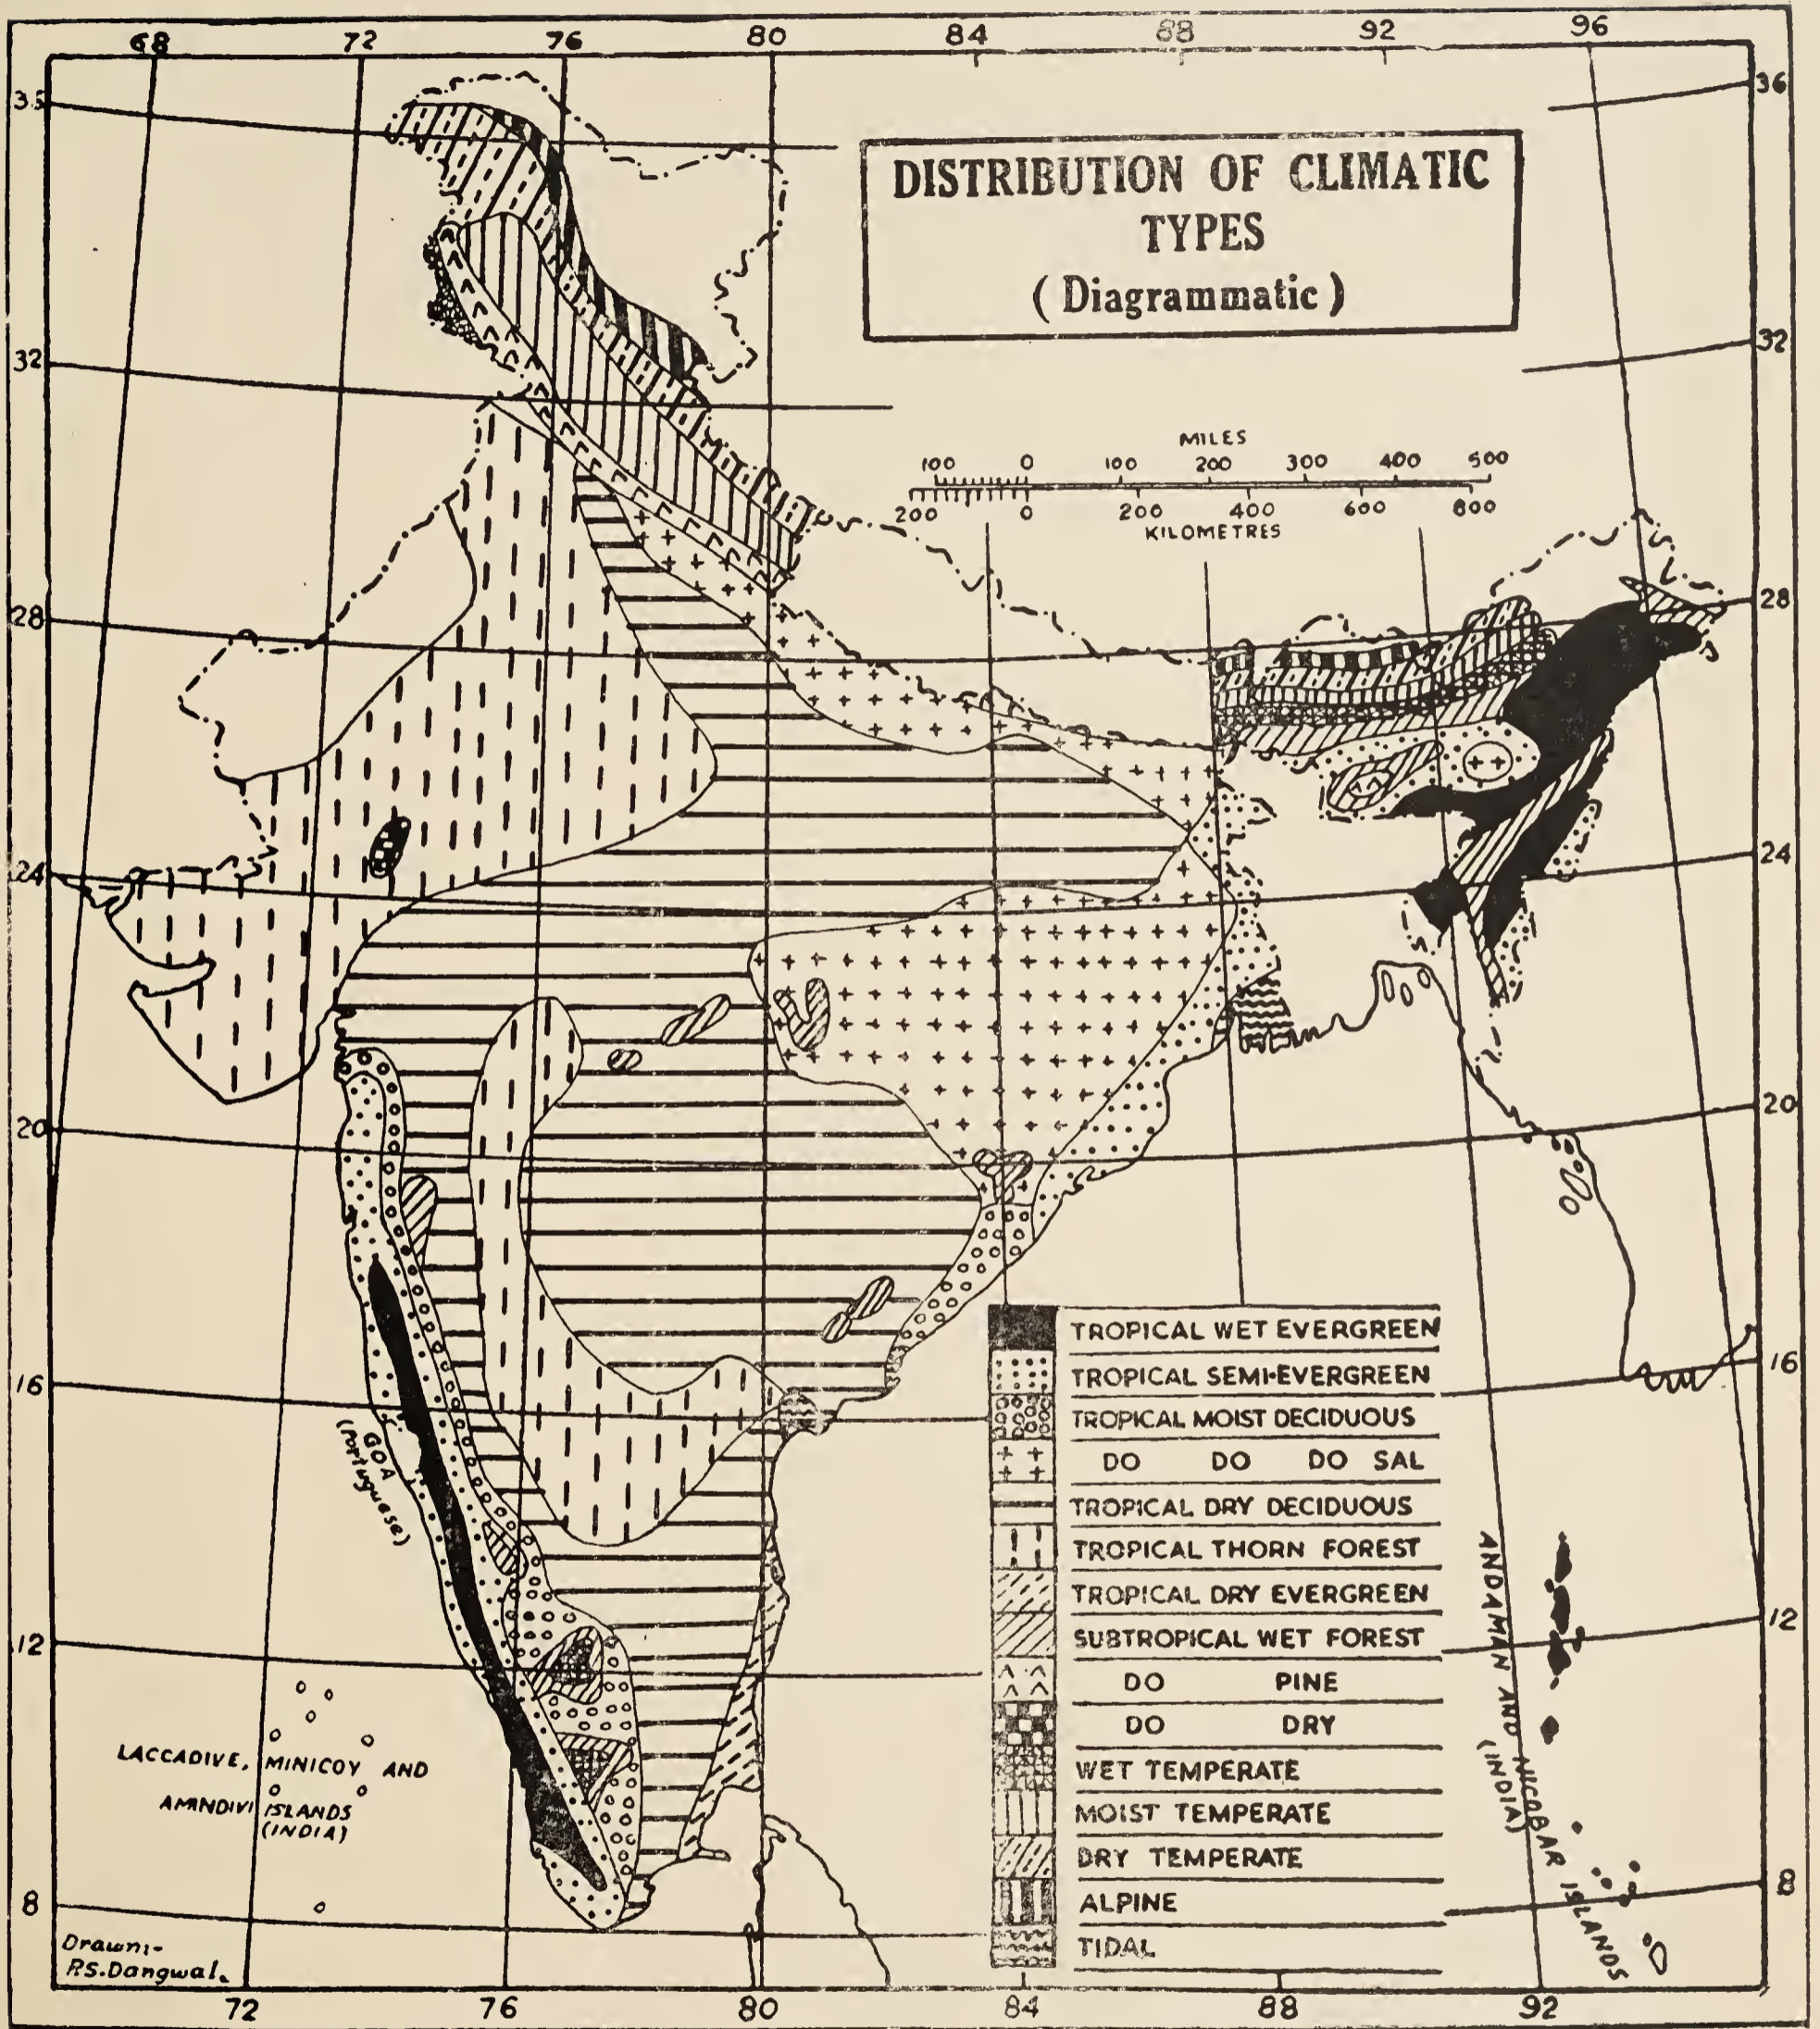 68 72 76 80 84 88 92 96
36 36
DISTRIBUTION OF CLIMATIC
TYPES
( Diagrammatic )
32 32
MILES
100 0 100 200 300 400 500
200 0 200 400 600 800
KILOMETRES
28 28
24 24
20 20
16 16
GOA
(Portuguese)
TROPICAL WET EVERGREEN
TROPICAL SEMI-EVERGREEN
TROPICAL MOIST DECIDUOUS
DO DO DO SAL
TROPICAL DRY DECIDUOUS
TROPICAL THORN FOREST
TROPICAL DRY EVERGREEN
SUBTROPICAL WET FOREST
DO PINE
DO DRY
WET TEMPERATE
MOIST TEMPERATE
DRY TEMPERATE
ALPINE
TIDAL
ANDAMAN AND NICOBAR ISLANDS
(INDIA)
12 12
LACCADIVE, MINICOY AND
AMINDIVI ISLANDS
(INDIA)
8 8
Drawn:-
P.S. Dangwal.
72 76 80 84 88 92